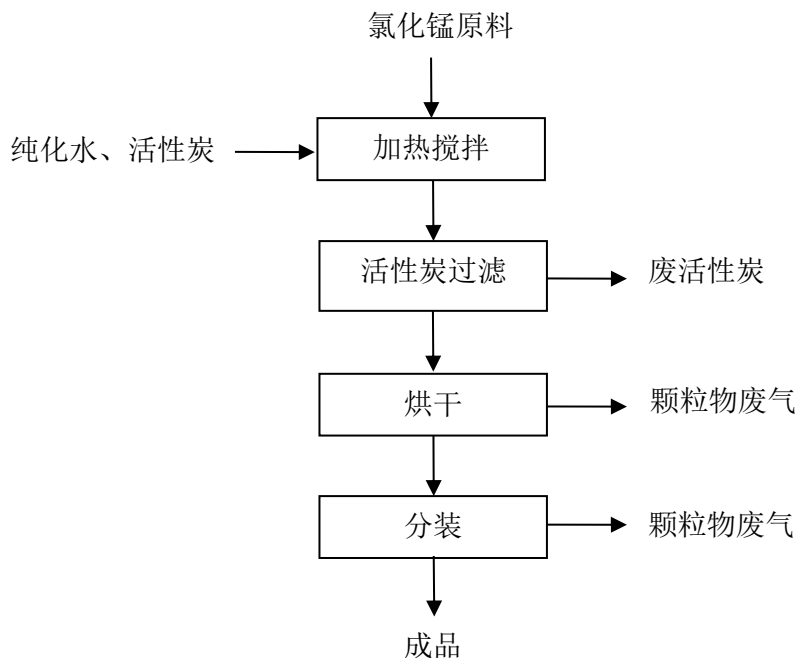 氯化锰原料
纯化水、活性炭
加热搅拌
活性炭过滤
废活性炭
烘干
颗粒物废气
分装
颗粒物废气
成品